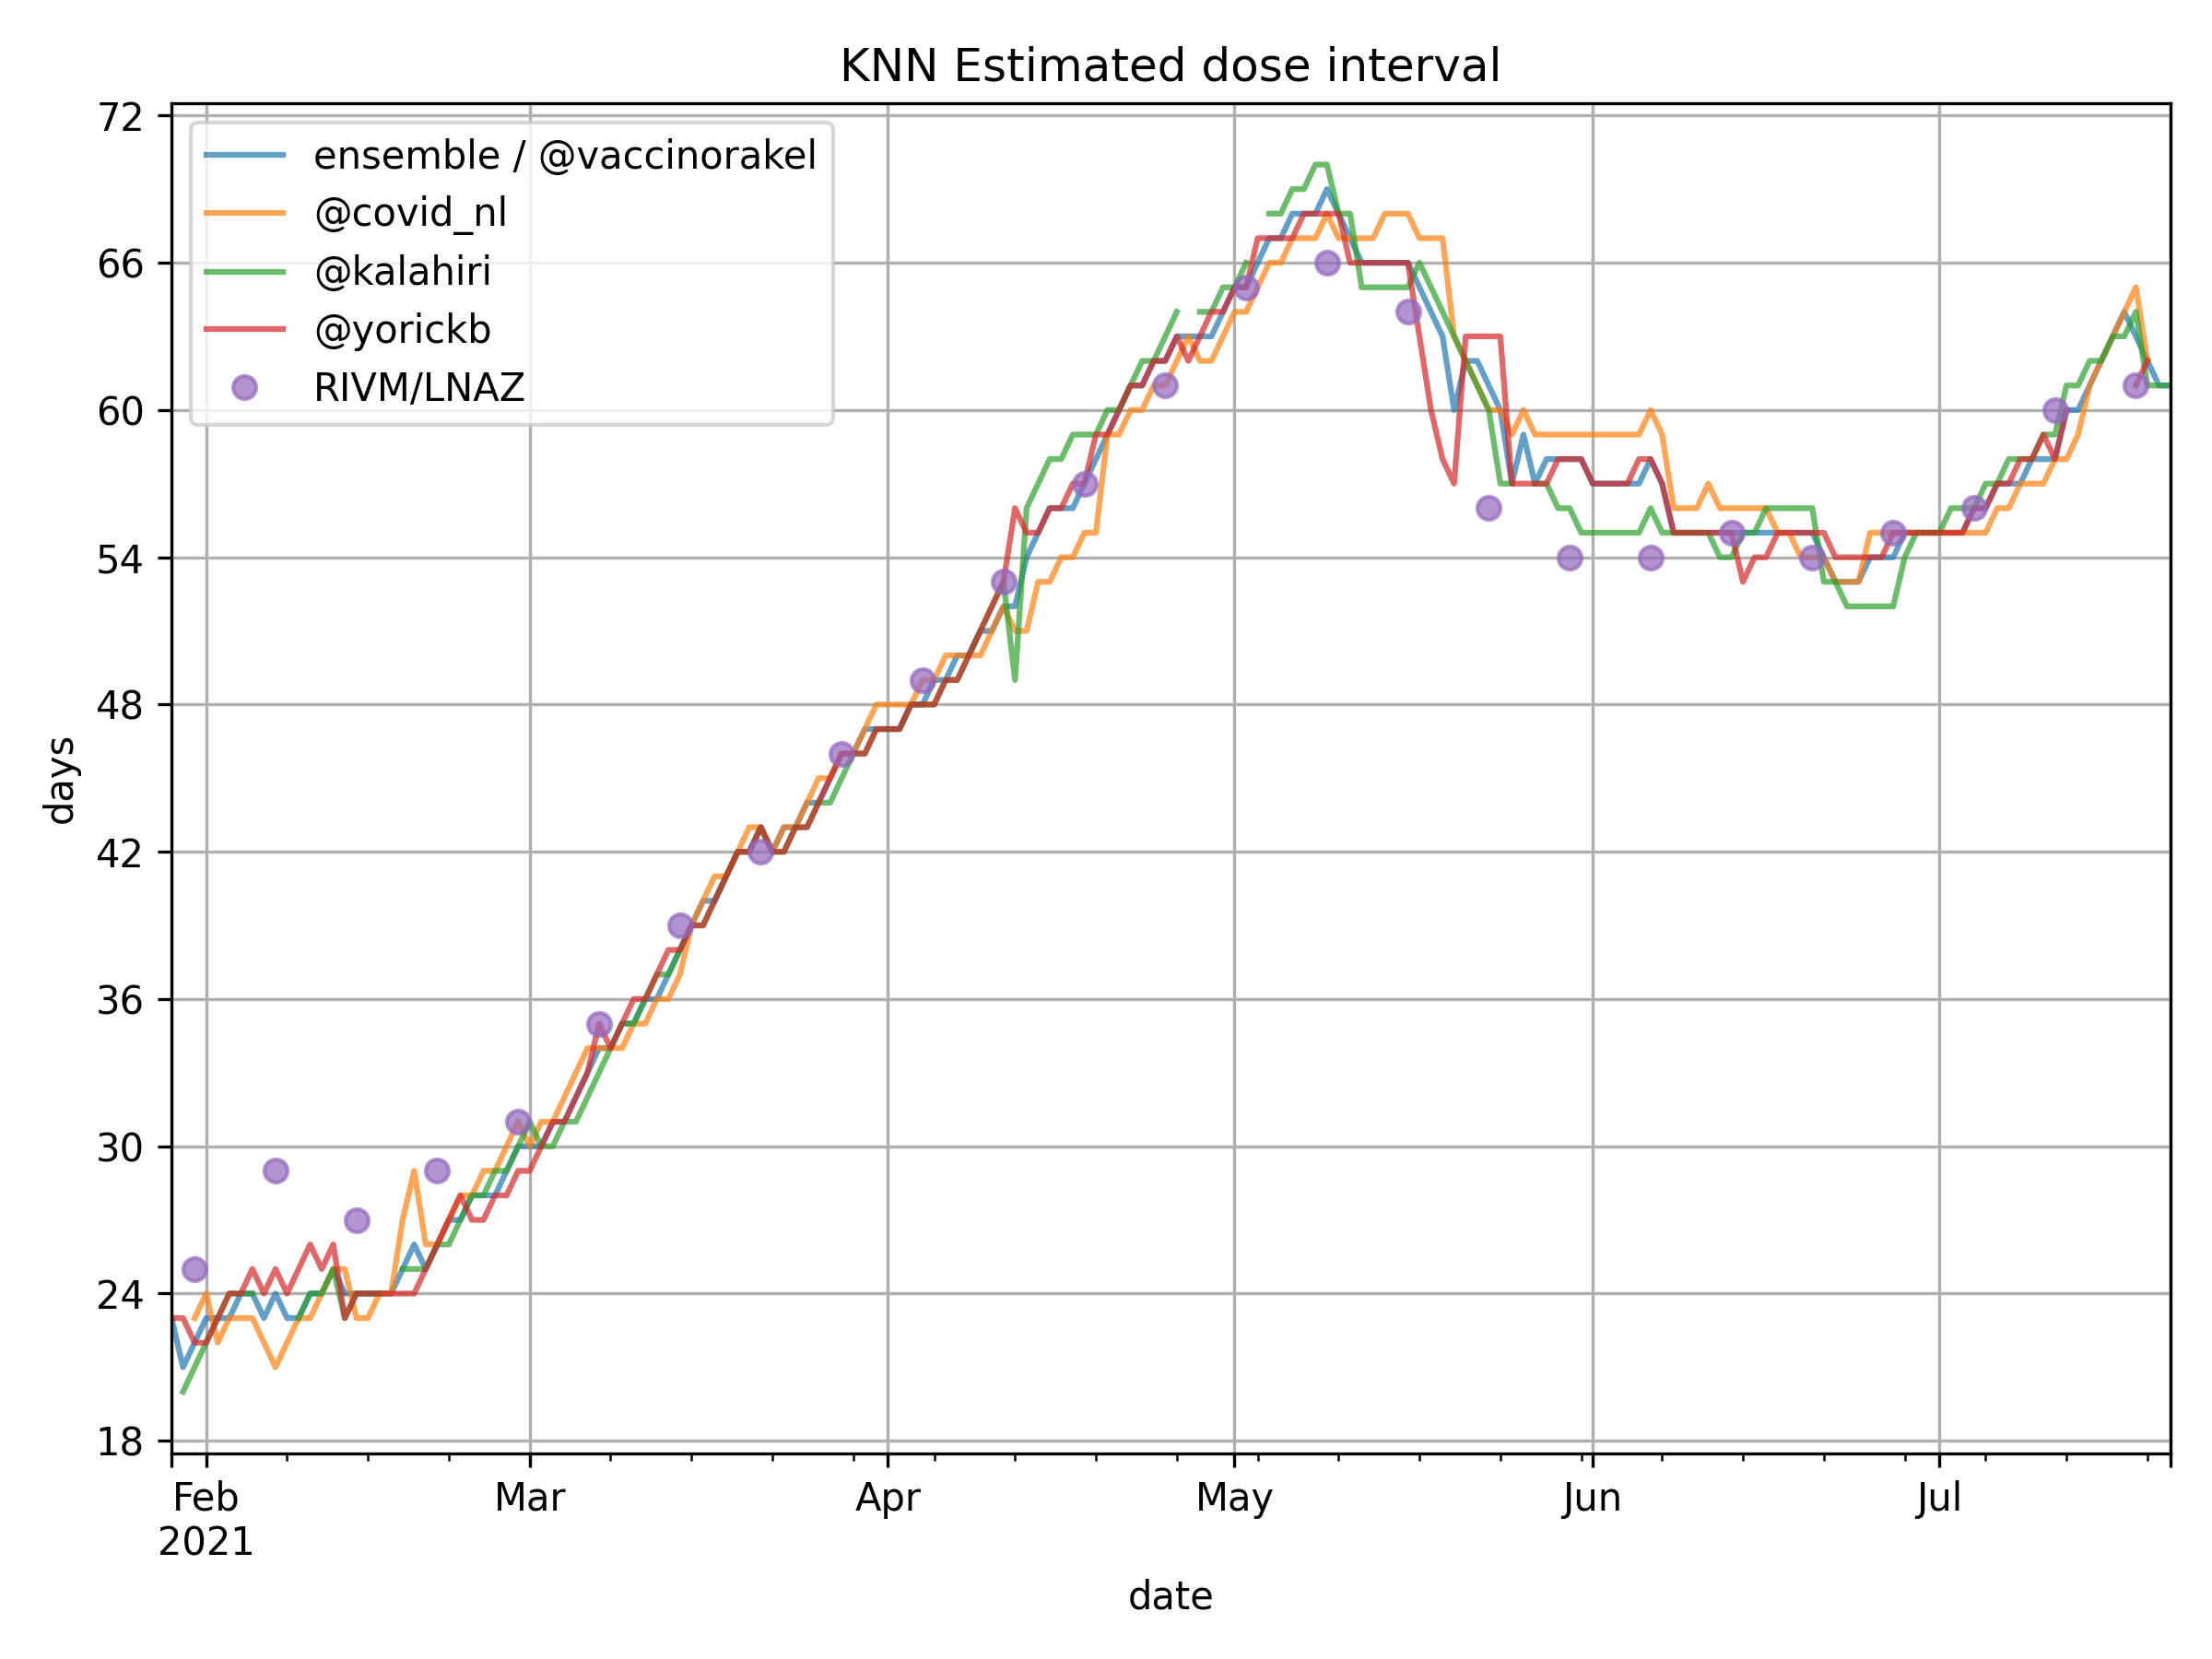 KNN Estimated dose interval
ensemble / @vaccinorakel
@covid_nl
@kalahiri
@yorickb
RIVM/LNAZ
72
66
60
54
48
42
36
30
24
18
days
Feb Mar Apr May Jun Jul
2021
date